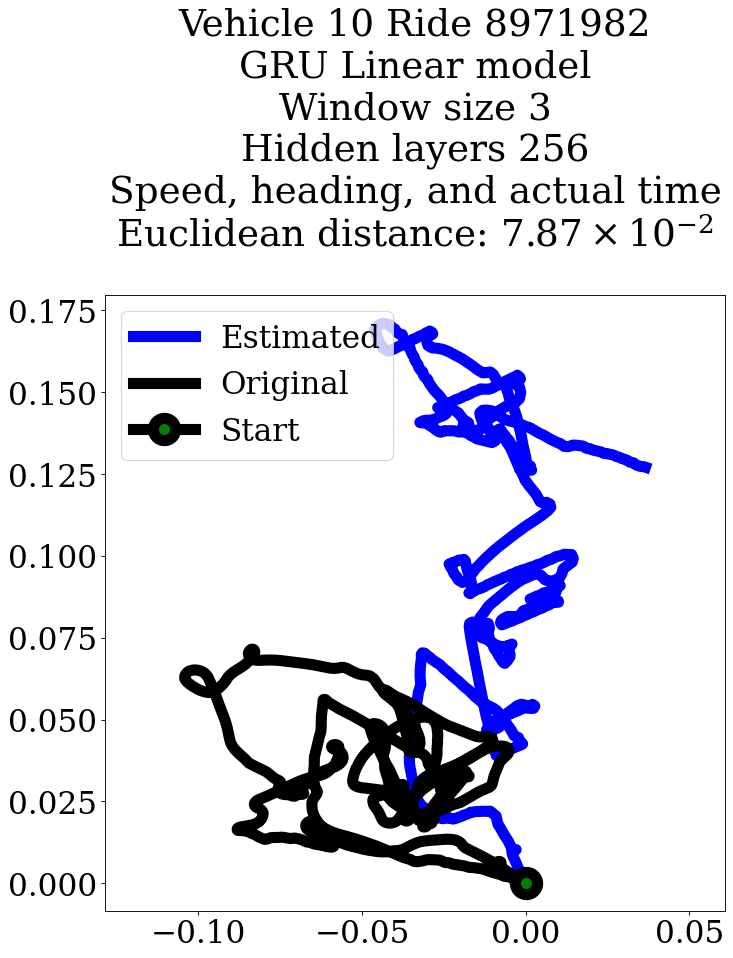 Vehicle 10 Ride 8971982
GRU Linear model
Window size 3
Hidden layers 256
Speed, heading, and actual time
Euclidean distance: 7.87 × 10⁻²
0.175
0.150
0.125
0.100
0.075
0.050
0.025
0.000
Estimated
Original
Start
−0.10
−0.05
0.00
0.05